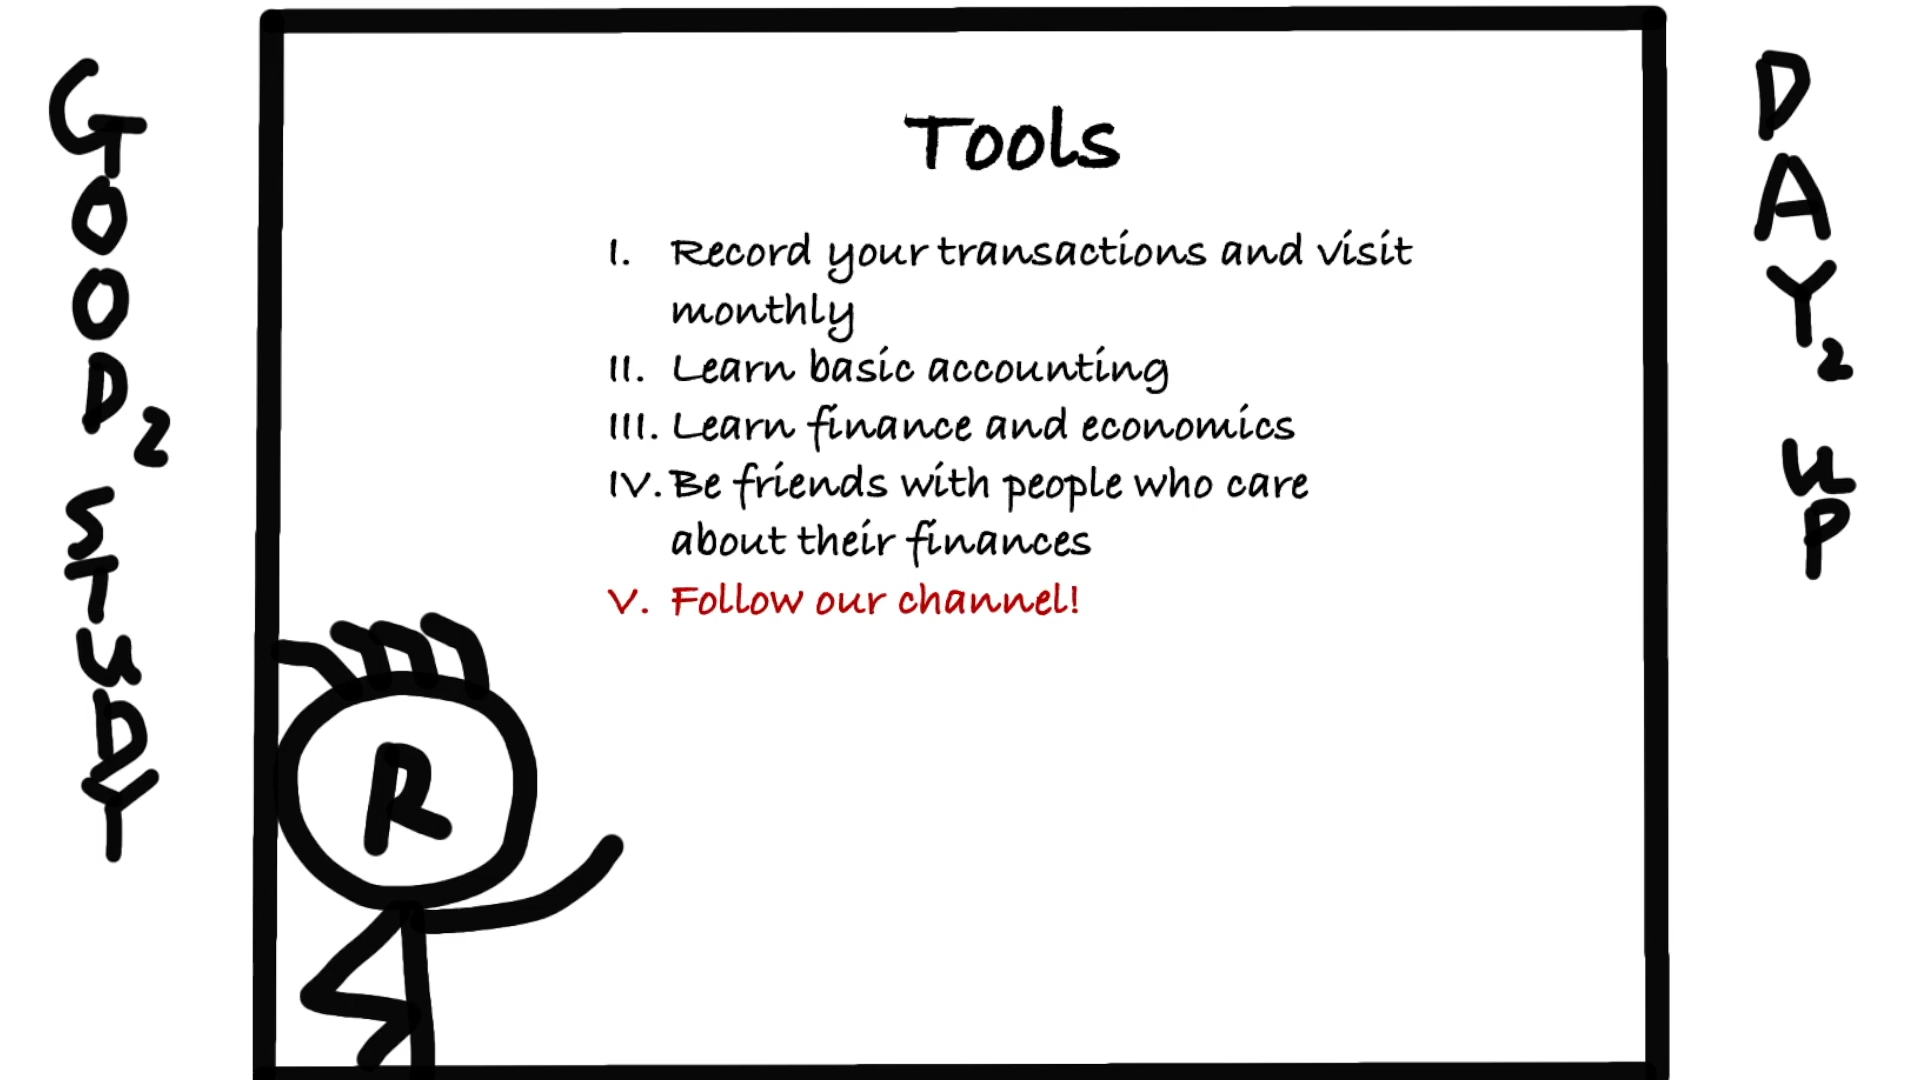 GOOD2 STUDY
Tools
I. Record your transactions and visit
monthly
II. Learn basic accounting
III. Learn finance and economics
IV. Be friends with people who care
about their finances
V. Follow our channel!
R
DAY2 UP